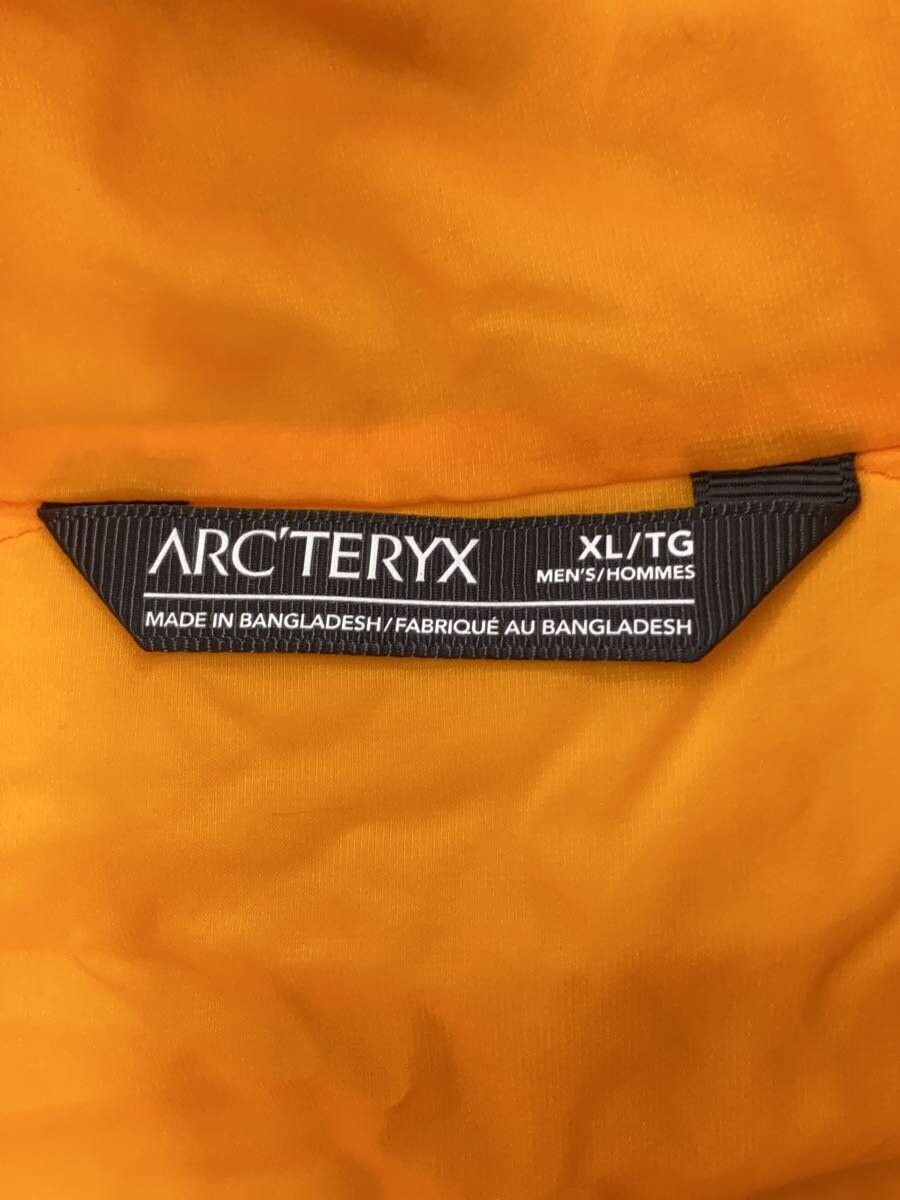 ARC'TERYX
XL/TG
MEN'S/HOMMES
MADE IN BANGLADESH/FABRIQUÉ AU BANGLADESH